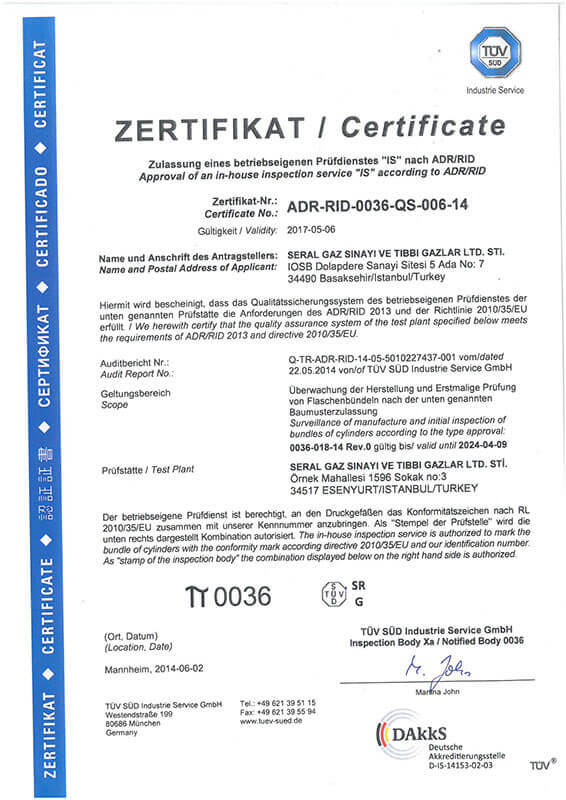 TÜV
SÜD
Industrie Service
ZERTIFIKAT / Certificate
Zulassung eines betriebseigenen Prüfdienstes "IS" nach ADR/RID
Approval of an in-house inspection service "IS" according to ADR/RID
Zertifikat-Nr.:
Certificate No.: ADR-RID-0036-QS-006-14
Gültigkeit / Validity: 2017-05-06
Name und Anschrift des Antragstellers: SERAL GAZ SINAYI VE TIBBI GAZLAR LTD. STI.
Name and Postal Address of Applicant: IOSB Dolapdere Sanayi Sitesi 5 Ada No: 7
34490 Basaksehir/Istanbul/Turkey
Hiermit wird bescheinigt, dass das Qualitätssicherungssystem des betriebseigenen Prüfdienstes der
unten genannten Prüfstätte die Anforderungen des ADR/RID 2013 und der Richtlinie 2010/35/EU
erfüllt. / We herewith certify that the quality assurance system of the test plant specified below meets
the requirements of ADR/RID 2013 and directive 2010/35/EU.
Auditbericht Nr.: Q-TR-ADR-RID-14-05-5010227437-001 vom/dated
Audit Report No.: 22.05.2014 von/of TÜV SÜD Industrie Service GmbH
Geltungsbereich Überwachung der Herstellung und Erstmalige Prüfung
Scope von Flaschenbündeln nach der unten genannten
Baumusterzulassung
Surveillance of manufacture and initial inspection of
bundles of cylinders according to the type approval:
0036-018-14 Rev.0 gültig bis/ valid until 2024-04-09
Prüfstätte / Test Plant SERAL GAZ SINAYI VE TIBBI GAZLAR LTD. STİ.
Örnek Mahallesi 1596 Sokak no:3
34517 ESENYURT/ISTANBUL/TURKEY
Der betriebseigene Prüfdienst ist berechtigt, an den Druckgefäßen das Konformitätszeichen nach RL
2010/35/EU zusammen mit unserer Kennnummer anzubringen. Als "Stempel der Prüfstelle" wird die
unten rechts dargestellt Kombination autorisiert. The in-house inspection service is authorized to mark the
bundle of cylinders with the conformity mark according directive 2010/35/EU and our identification number.
As "stamp of the inspection body" the combination displayed below on the right hand side is authorized.
π 0036
S TÜV D SR
G
(Ort, Datum)
(Location, Date)
Mannheim, 2014-06-02
TÜV SÜD Industrie Service GmbH
Inspection Body Xa / Notified Body 0036
M. John
Martina John
TÜV SÜD Industrie Service GmbH Tel.: +49 621 39 51 15
Westendstraße 199 Fax: +49 621 39 55 94
80686 München www.tuev-sued.de
Germany
DAkkS
Deutsche
Akkreditierungsstelle
D-IS-14153-02-03
TÜV®
ZERTIFIKAT ◆ CERTIFICATE ◆ 認証証書 ◆ СЕРТИФИКАТ ◆ CERTIFICADO ◆ CERTIFICAT